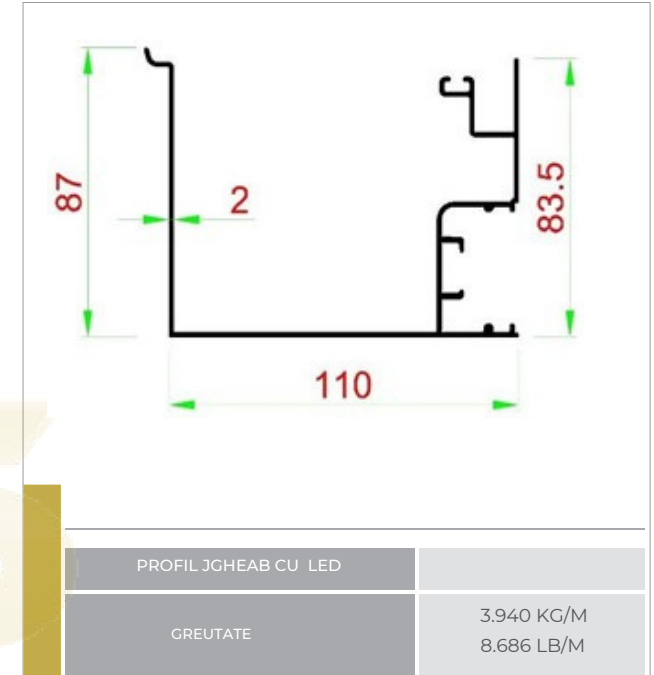 87
2
83.5
110
PROFIL JGHEAB CU LED
GREUTATE
3.940 KG/M
8.686 LB/M